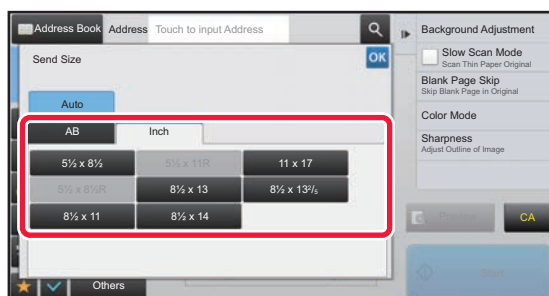 Address Book Address Touch to input Address
Send Size
OK
Auto
AB Inch
5½ x 8½ 5½ x 11R 11 x 17
5½ x 8½R 8½ x 13 8½ x 13²/₅
8½ x 11 8½ x 14
Others
Background Adjustment
Slow Scan Mode
Scan Thin Paper Original
Blank Page Skip
Skip Blank Page in Original
Color Mode
Sharpness
Adjust Outline of Image
Preview CA
Start